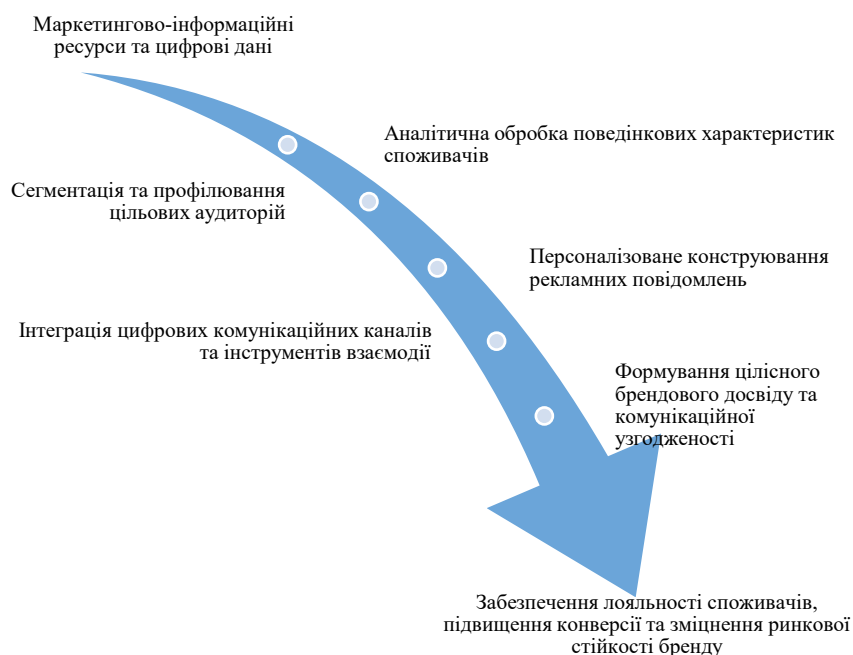 Маркетингово-інформаційні
ресурси та цифрові дані
Аналітична обробка поведінкових характеристик
споживачів
Сегментація та профілювання
цільових аудиторій
Персоналізоване конструювання
рекламних повідомлень
Інтеграція цифрових комунікаційних каналів
та інструментів взаємодії
Формування цілісного
брендового досвіду та
комунікаційної
узгодженості
Забезпечення лояльності споживачів,
підвищення конверсії та зміцнення ринкової
стійкості бренду